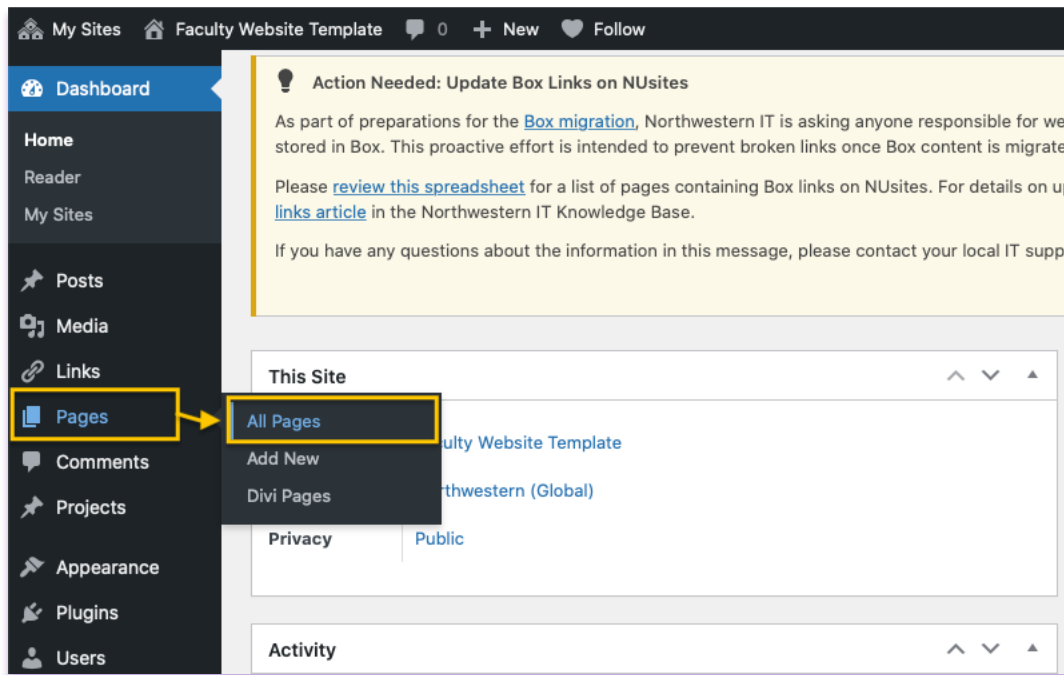 My Sites Faculty Website Template 0 New Follow
Dashboard
Home
Reader
My Sites
Posts
Media
Links
Pages
Comments
Projects
Appearance
Plugins
Users
All Pages
Add New
Divi Pages
Action Needed: Update Box Links on NUsites
As part of preparations for the Box migration, Northwestern IT is asking anyone responsible for
stored in Box. This proactive effort is intended to prevent broken links once Box content is
Please review this spreadsheet for a list of pages containing Box links on NUsites. For details on
links article in the Northwestern IT Knowledge Base.
If you have any questions about the information in this message, please contact your local IT
This Site
Website Template
(Global)
Privacy Public
Activity